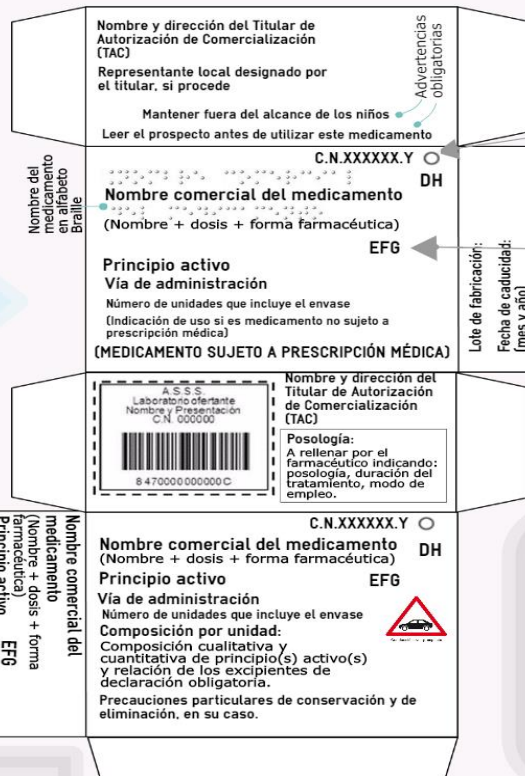 Nombre y dirección del Titular de
Autorización de Comercialización
(TAC)
Representante local designado por
el titular, si procede
Advertencias
obligatorias
Mantener fuera del alcance de los niños
Leer el prospecto antes de utilizar este medicamento
C.N.XXXXXX.Y
DH
Nombre del
medicamento
en alfabeto
Braille
Nombre comercial del medicamento
(Nombre + dosis + forma farmacéutica)
EFG
Principio activo
Vía de administración
Número de unidades que incluye el envase
(Indicación de uso si es medicamento no sujeto a
prescripción médica)
(MEDICAMENTO SUJETO A PRESCRIPCIÓN MÉDICA)
Lote de fabricación:
Fecha de caducidad:
(mes y año)
A.S.S.S.
Laboratorio ofertante
Nombre y Presentación
C.N. 000000
8 470000 000000 C
Nombre y dirección del
Titular de Autorización
de Comercialización
(TAC)
Posología:
A rellenar por el
farmacéutico indicando:
posología, duración del
tratamiento, modo de
empleo.
C.N.XXXXXX.Y
Nombre comercial del medicamento
DH
(Nombre + dosis + forma farmacéutica)
Principio activo
EFG
Vía de administración
Número de unidades que incluye el envase
Composición por unidad:
Composición cualitativa y
cuantitativa de principio(s) activo(s)
y relación de los excipientes de
declaración obligatoria.
Precauciones particulares de conservación y de
eliminación, en su caso.
Nombre comercial del
medicamento
(Nombre + dosis + forma
farmacéutica)
Principio activo
EFG